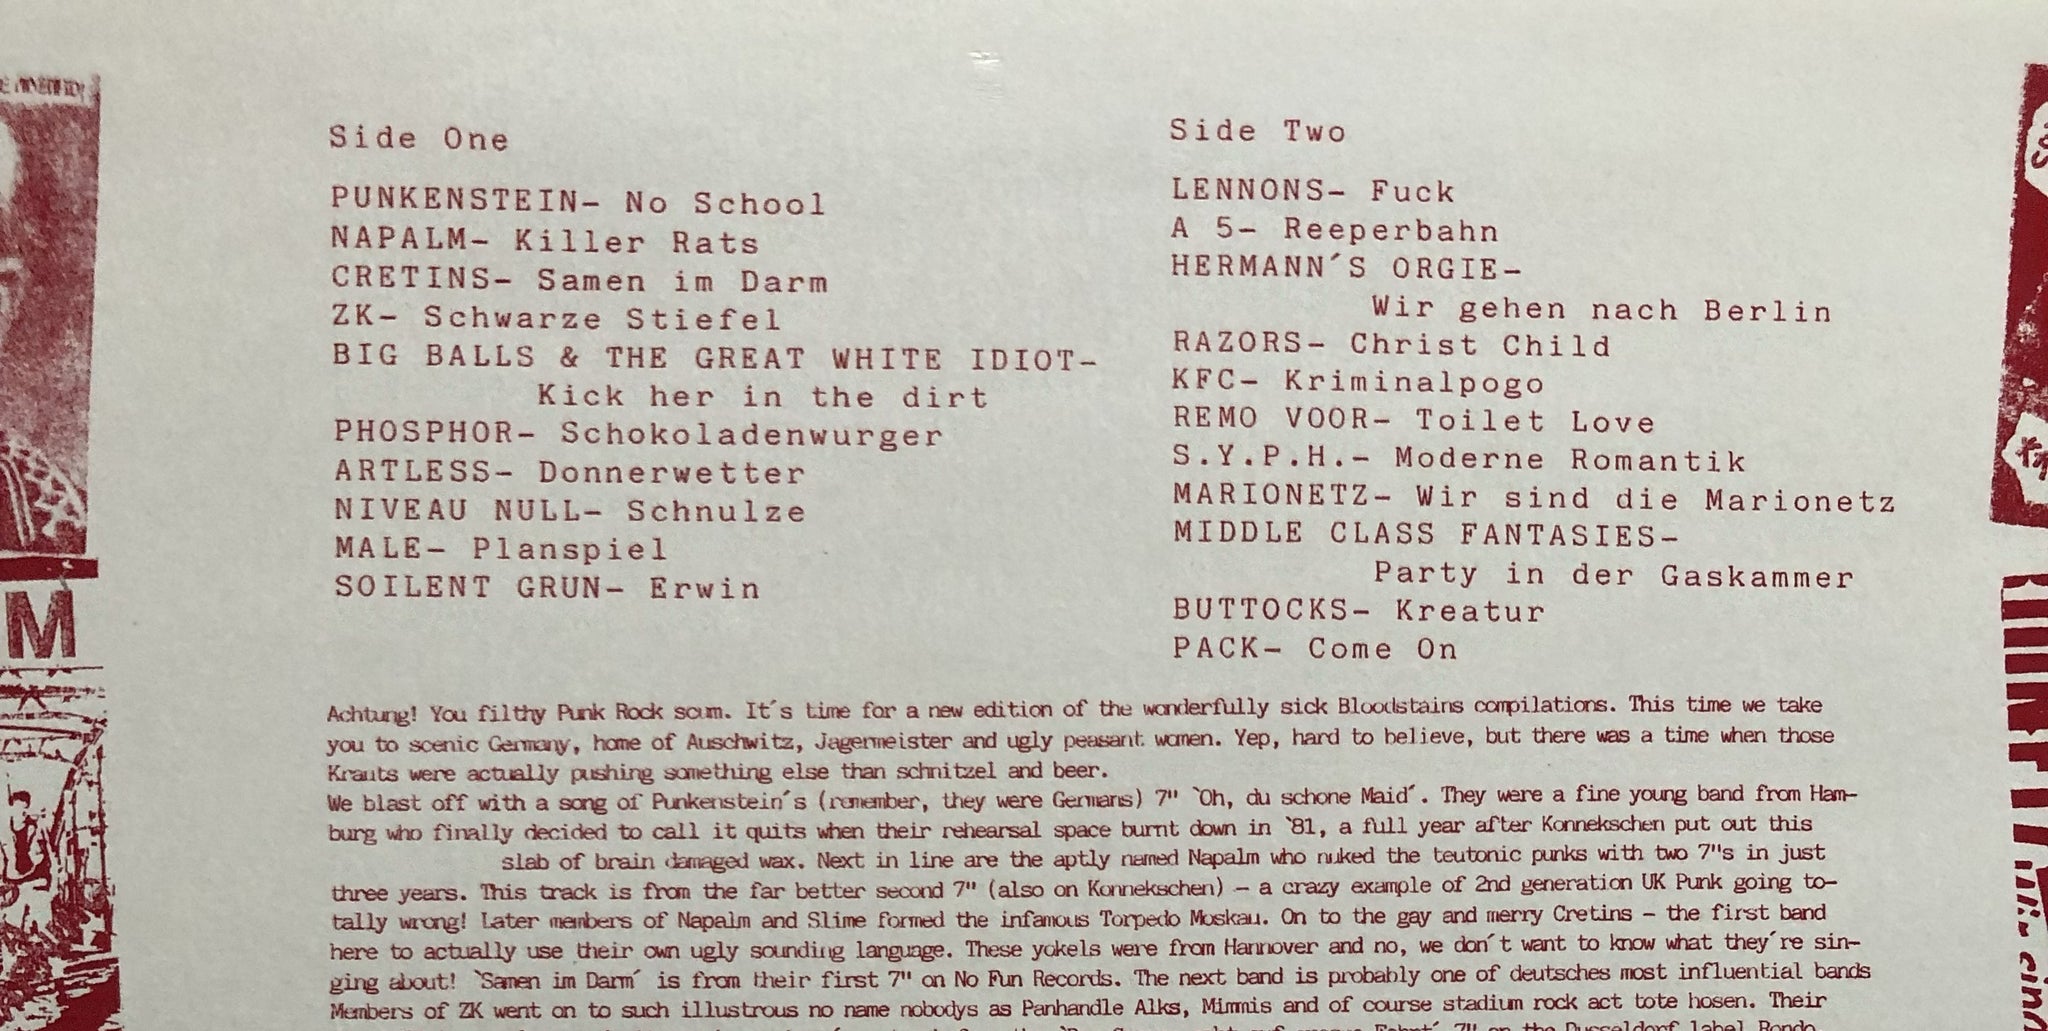 Side One
PUNKENSTEIN- No School
NAPALM- Killer Rats
CRETINS- Samen im Darm
ZK- Schwarze Stiefel
BIG BALLS & THE GREAT WHITE IDIOT-
Kick her in the dirt
PHOSPHOR- Schokoladenwurger
ARTLESS- Donnerwetter
NIVEAU NULL- Schnulze
MALE- Planspiel
SOILENT GRUN- Erwin
Side Two
LENNONS- Fuck
A 5- Reeperbahn
HERMANN´S ORGIE-
Wir gehen nach Berlin
RAZORS- Christ Child
KFC- Kriminalpogo
REMO VOOR- Toilet Love
S.Y.P.H.- Moderne Romantik
MARIONETZ- Wir sind die Marionetz
MIDDLE CLASS FANTASIES-
Party in der Gaskammer
BUTTOCKS- Kreatur
PACK- Come On
Achtung! You filthy Punk Rock scum. It´s time for a new edition of the wonderfully sick Bloodstains compilations. This time we take
you to scenic Germany, home of Auschwitz, Jagermeister and ugly peasant women. Yep, hard to believe, but there was a time when those
Krauts were actually pushing something else than schnitzel and beer.
We blast off with a song of Punkenstein´s (remember, they were Germans) 7" `Oh, du schone Maid´. They were a fine young band from Ham-
burg who finally decided to call it quits when their rehearsal space burnt down in `81, a full year after Konnekschen put out this
slab of brain damaged wax. Next in line are the aptly named Napalm who nuked the teutonic punks with two 7"s in just
three years. This track is from the far better second 7" (also on Konnekschen) - a crazy example of 2nd generation UK Punk going to-
tally wrong! Later members of Napalm and Slime formed the infamous Torpedo Moskau. On to the gay and merry Cretins - the first band
here to actually use their own ugly sounding language. These yokels were from Hannover and no, we don´t want to know what they´re sin-
ging about! `Samen im Darm´ is from their first 7" on No Fun Records. The next band is probably one of deutsches most influential bands
Members of ZK went on to such illustrous no name nobodys as Panhandle Alks, Mimmis and of course stadium rock act tote hosen. Their
7" on the Dusseldorf label Rondo
M